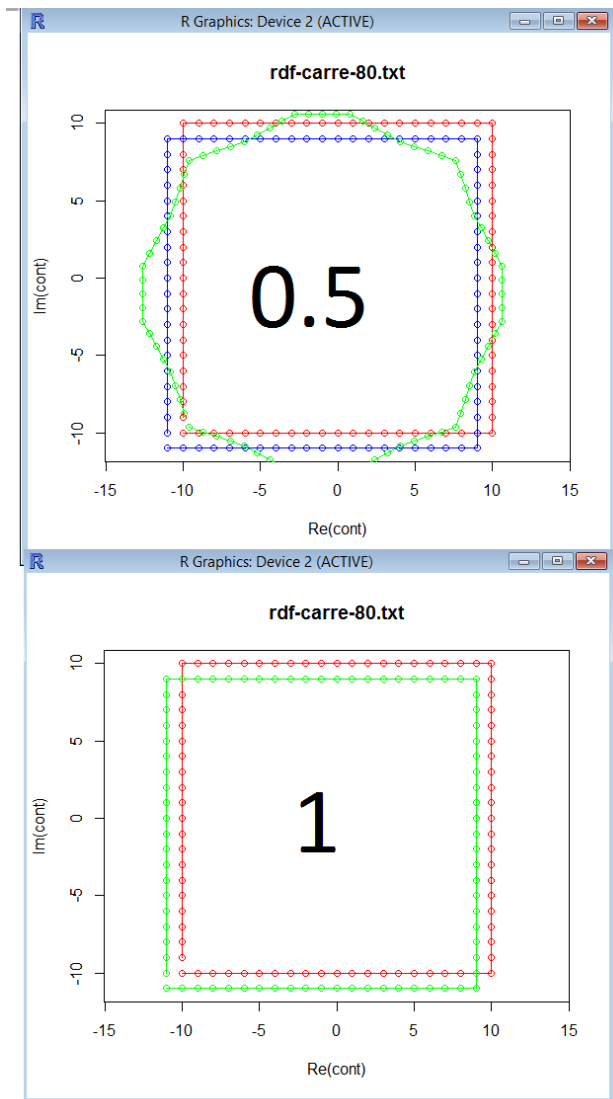 R Graphics: Device 2 (ACTIVE)
rdf-carre-80.txt
10
5
0
-5
-10
Im(cont)
0.5
-15 -10 -5 0 5 10 15
Re(cont)
R Graphics: Device 2 (ACTIVE)
rdf-carre-80.txt
10
5
0
-5
-10
Im(cont)
1
-15 -10 -5 0 5 10 15
Re(cont)